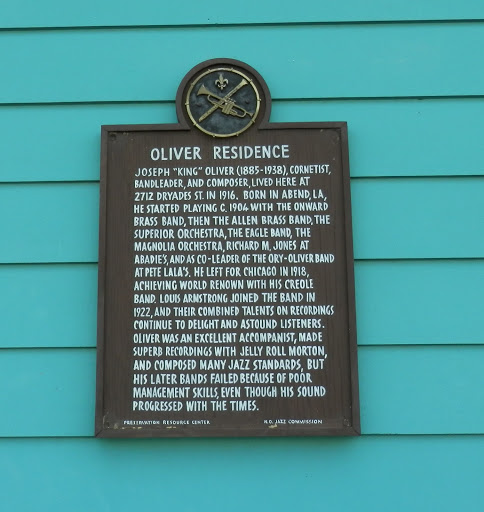 OLIVER RESIDENCE
JOSEPH "KING" OLIVER (1885-1938), CORNETIST,
BANDLEADER, AND COMPOSER, LIVED HERE AT
2712 DRYADES ST. IN 1916. BORN IN ABEND, LA,
HE STARTED PLAYING C. 1904 WITH THE ONWARD
BRASS BAND, THEN THE ALLEN BRASS BAND, THE
SUPERIOR ORCHESTRA, THE EAGLE BAND, THE
MAGNOLIA ORCHESTRA, RICHARD M. JONES AT
ABADIE'S, AND AS CO-LEADER OF THE ORY-OLIVER BAND
AT PETE LALA'S. HE LEFT FOR CHICAGO IN 1918,
ACHIEVING WORLD RENOWN WITH HIS CREOLE
BAND. LOUIS ARMSTRONG JOINED THE BAND IN
1922, AND THEIR COMBINED TALENTS ON RECORDINGS
CONTINUE TO DELIGHT AND ASTOUND LISTENERS.
OLIVER WAS AN EXCELLENT ACCOMPANIST, MADE
SUPERB RECORDINGS WITH JELLY ROLL MORTON,
AND COMPOSED MANY JAZZ STANDARDS, BUT
HIS LATER BANDS FAILED BECAUSE OF POOR
MANAGEMENT SKILLS, EVEN THOUGH HIS SOUND
PROGRESSED WITH THE TIMES.
PRESERVATION RESOURCE CENTER N.O. JAZZ COMMISSION